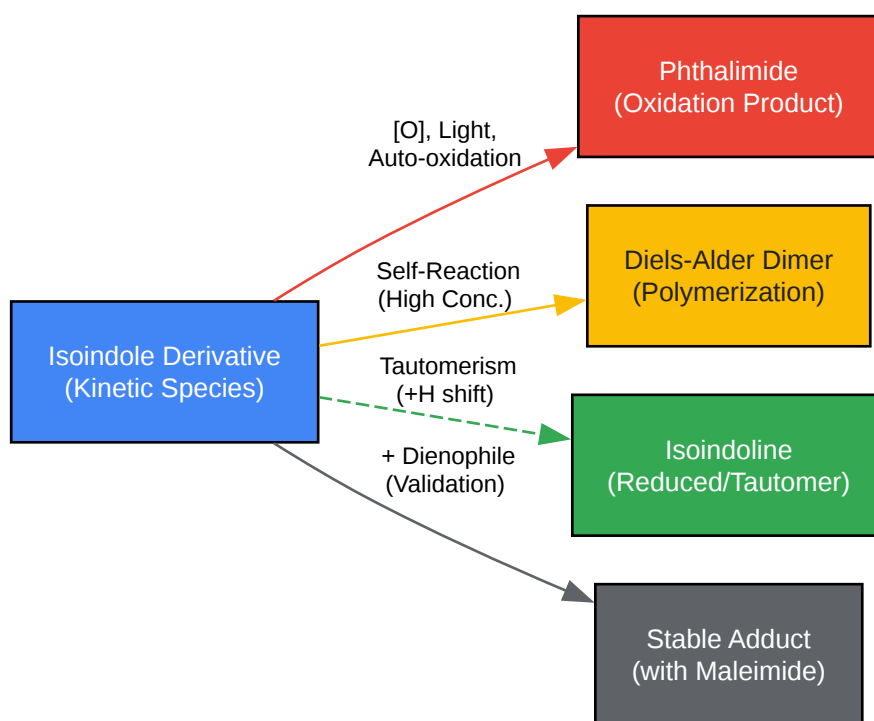 Phthalimide
(Oxidation Product)
[O], Light,
Auto-oxidation
Diels-Alder Dimer
(Polymerization)
Self-Reaction
(High Conc.)
Isoindole Derivative
(Kinetic Species)
Tautomerism
(+H shift)
Isoindoline
(Reduced/Tautomer)
+ Dienophile
(Validation)
Stable Adduct
(with Maleimide)